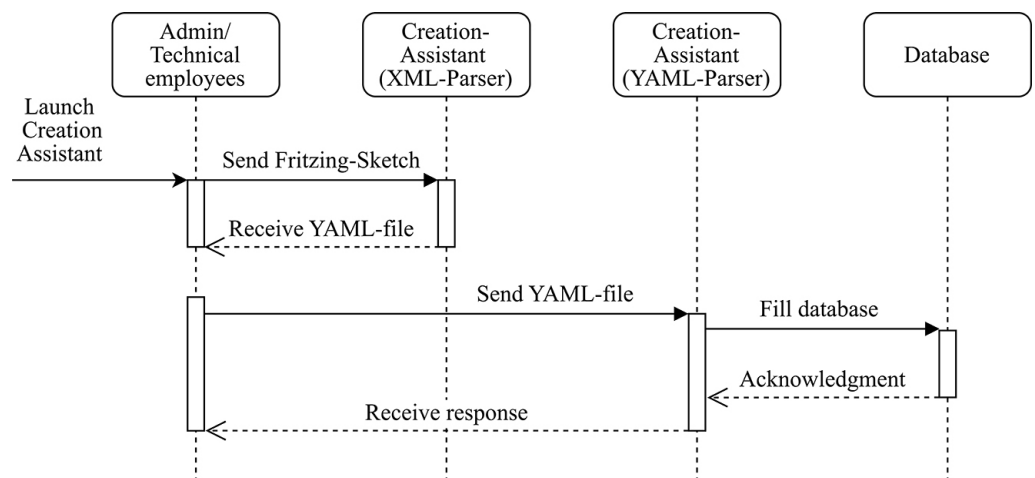 Admin/
Technical
employees
Creation-
Assistant
(XML-Parser)
Creation-
Assistant
(YAML-Parser)
Database
Launch
Creation
Assistant
Send Fritzing-Sketch
Receive YAML-file
Send YAML-file
Fill database
Acknowledgment
Receive response